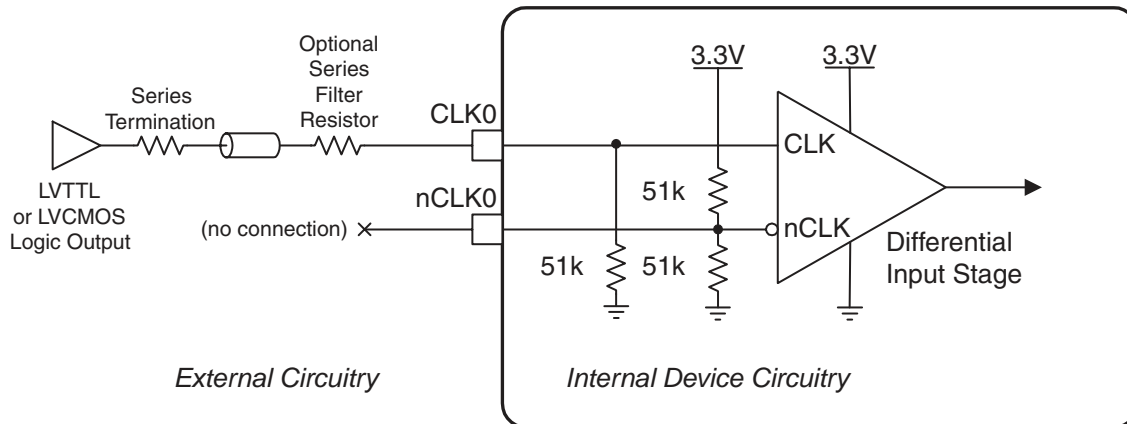 Optional
Series
Filter
Resistor
Series
Termination
LVTTL
or LVCMOS
Logic Output
(no connection)
CLK0
nCLK0
3.3V
3.3V
CLK
51k
nCLK
51k
51k
Differential
Input Stage
External Circuitry
Internal Device Circuitry